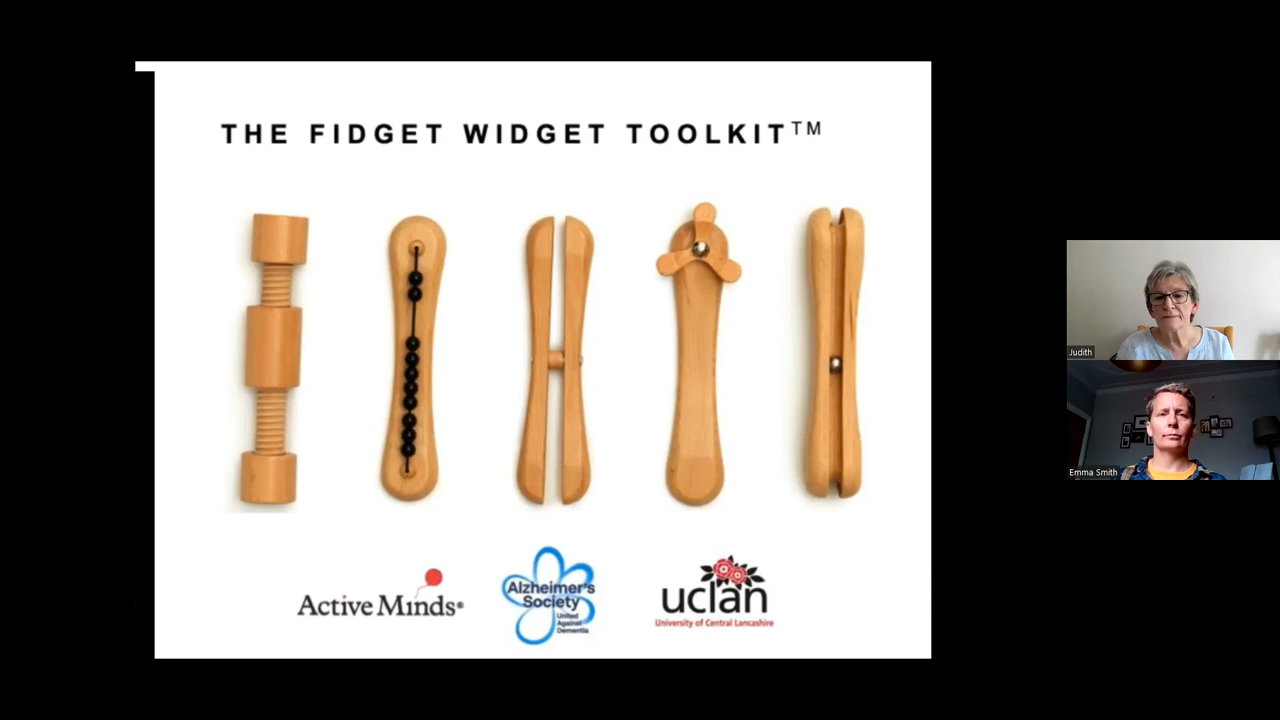 THE FIDGET WIDGET TOOLKIT™
Active Minds®
Alzheimer's
Society
United
Against
Dementia
uclan
University of Central Lancashire
Judith
Emma Smith